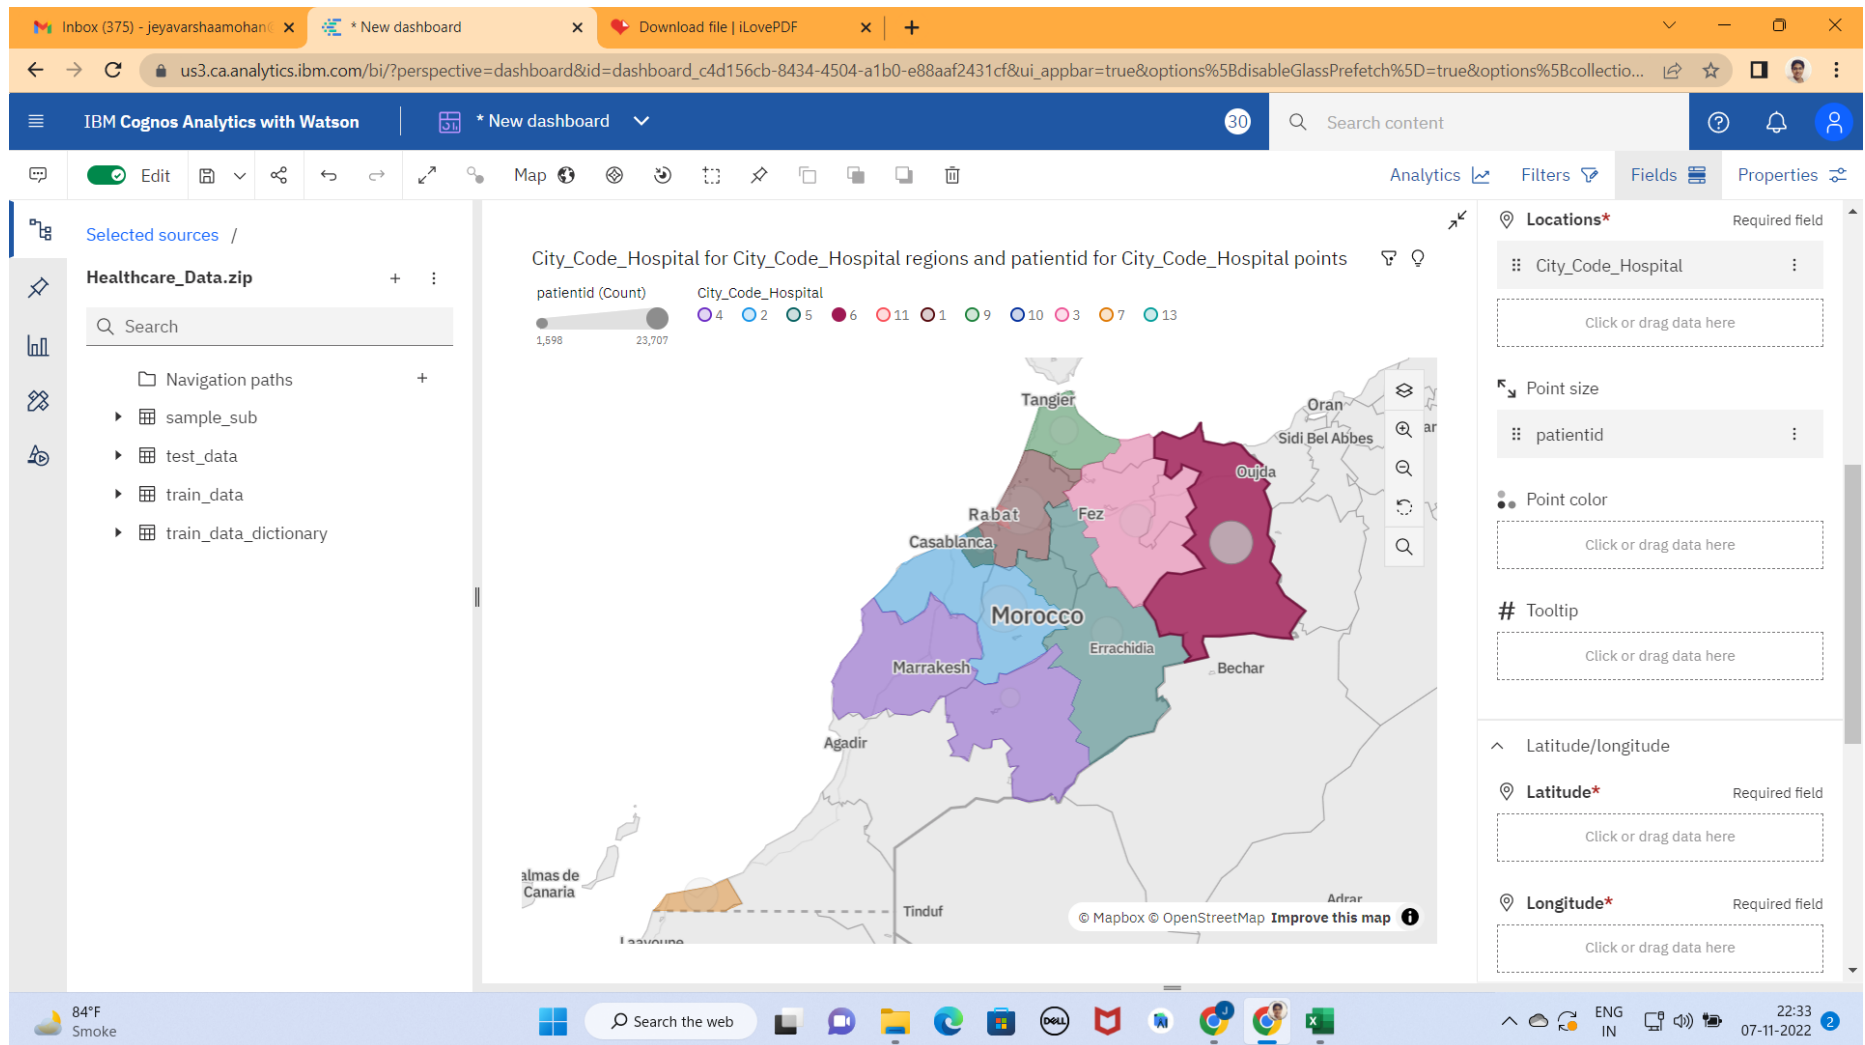 Inbox (375) - jeyavarshaamohan@
* New dashboard
Download file | iLovePDF
us3.ca.analytics.ibm.com/bi/?perspective=dashboard&id=dashboard_c4d156cb-8434-4504-a1b0-e88aaf2431cf&ui_appbar=true&options%5BdisableGlassPrefetch%5D=true&options%5Bcollectio...
IBM Cognos Analytics with Watson
* New dashboard
30
Search content
Edit
Map
Analytics
Filters
Fields
Properties
Selected sources /
Healthcare_Data.zip
Search
Navigation paths
sample_sub
test_data
train_data
train_data_dictionary
City_Code_Hospital for City_Code_Hospital regions and patientid for City_Code_Hospital points
patientid (Count)
1,598 23,707
City_Code_Hospital
4 2 5 6 11 1 9 10 3 7 13
Tangier
Oran
ar
Sidi Bel Abbes
Oujda
Rabat
Fez
Casablanca
Morocco
Errachidia
Marrakesh
Bechar
Agadir
almas de
Canaria
Tinduf
Adrar
Laayoune
© Mapbox © OpenStreetMap Improve this map
Locations* Required field
City_Code_Hospital
Click or drag data here
Point size
patientid
Point color
Click or drag data here
# Tooltip
Click or drag data here
Latitude/longitude
Latitude* Required field
Click or drag data here
Longitude* Required field
Click or drag data here
84°F
Smoke
Search the web
DELL
J
ENG
IN
22:33
07-11-2022
2